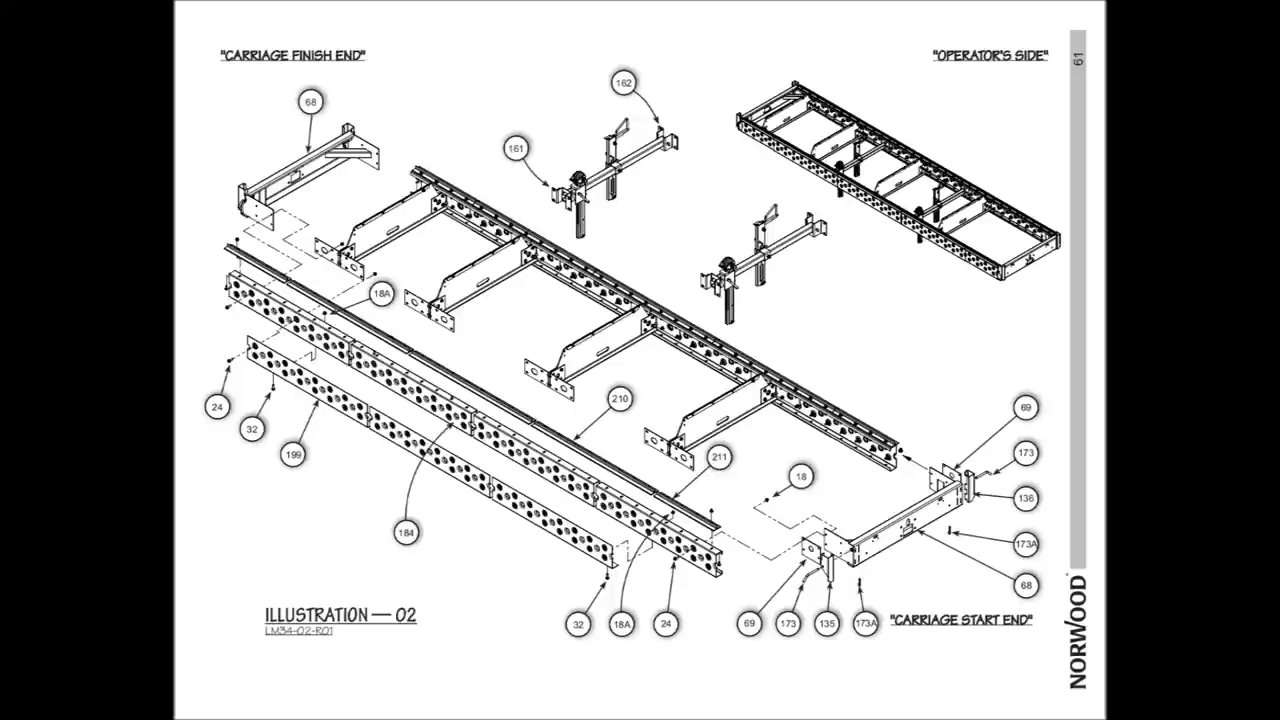 "CARRIAGE FINISH END"
"OPERATOR'S SIDE"
61
68
162
161
18A
24
32
199
210
211
184
18
69
173
136
173A
68
32
18A
24
69
173
135
173A
"CARRIAGE START END"
ILLUSTRATION — 02
LM34-02-R01
NORWOOD